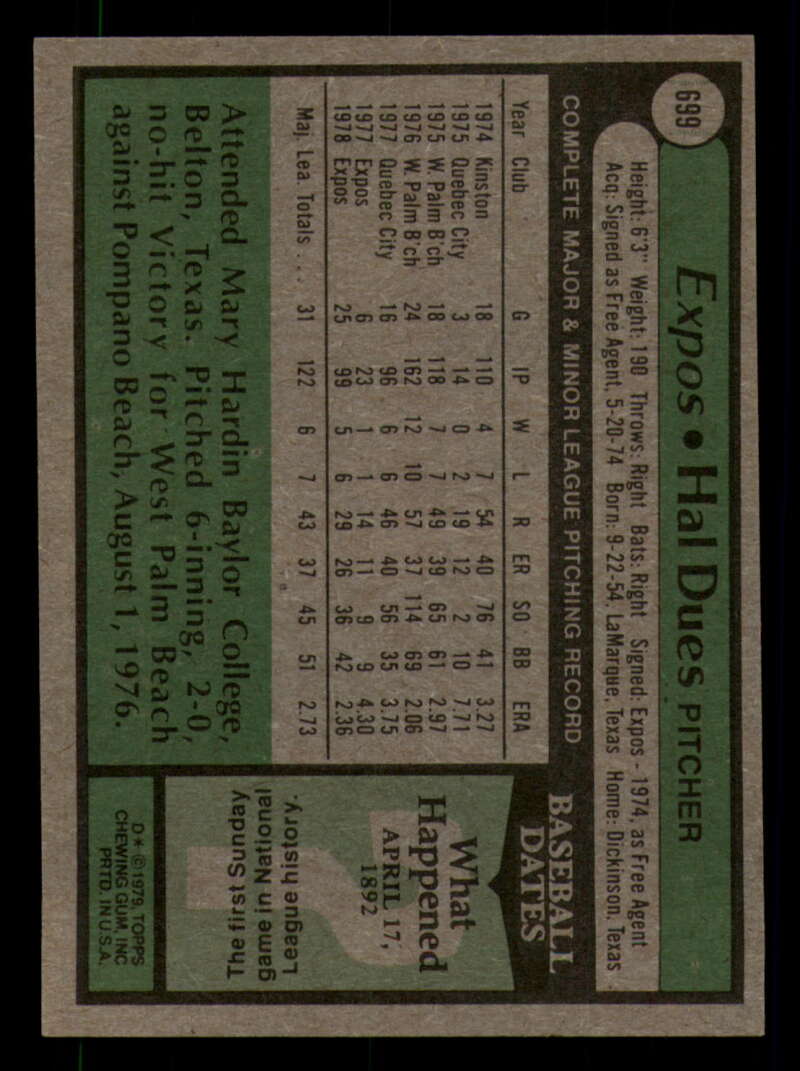 699
Expos • Hal Dues PITCHER
Height: 6'3" Weight: 190 Throws: Right Bats: Right Signed: Expos - 1974, as Free Agent
Acq: Signed as Free Agent, 5-20-74 Born: 9-22-54, LaMarque, Texas Home: Dickinson, Texas
COMPLETE MAJOR & MINOR LEAGUE PITCHING RECORD
Year Club G IP W L R ER SO BB ERA
1974 Kinston 18 110 4 7 54 40 76 41 3.27
1975 Quebec City 3 14 0 2 19 12 2 10 7.71
1975 W. Palm B'ch 18 118 7 7 49 39 65 61 2.97
1976 W. Palm B'ch 24 162 12 10 57 37 114 69 2.06
1977 Quebec City 16 96 6 6 46 40 56 35 3.75
1977 Expos 6 23 1 1 14 11 9 9 4.30
1978 Expos 25 99 5 6 29 26 36 42 2.36
Maj. Lea. Totals . . . 31 122 6 7 43 37 45 51 2.73
Attended Mary Hardin Baylor College,
Belton, Texas. Pitched 6-inning, 2-0,
no-hit Victory for West Palm Beach
against Pompano Beach, August 1, 1976.
BASEBALL
DATES
What
Happened
APRIL 17,
1892
?
The first Sunday
game in National
League history.
D* ©1979, TOPPS
CHEWING GUM, INC
PRTD. IN U.S.A.